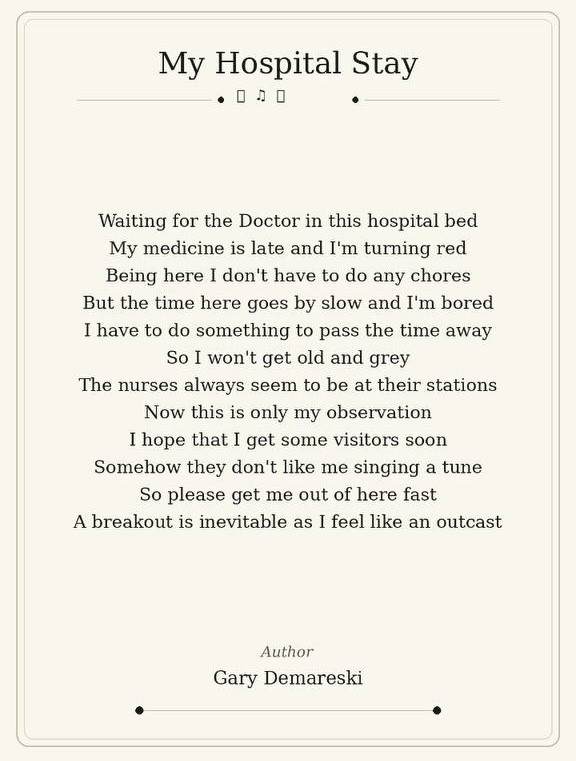 My Hospital Stay
♫
Waiting for the Doctor in this hospital bed
My medicine is late and I'm turning red
Being here I don't have to do any chores
But the time here goes by slow and I'm bored
I have to do something to pass the time away
So I won't get old and grey
The nurses always seem to be at their stations
Now this is only my observation
I hope that I get some visitors soon
Somehow they don't like me singing a tune
So please get me out of here fast
A breakout is inevitable as I feel like an outcast
Author
Gary Demareski